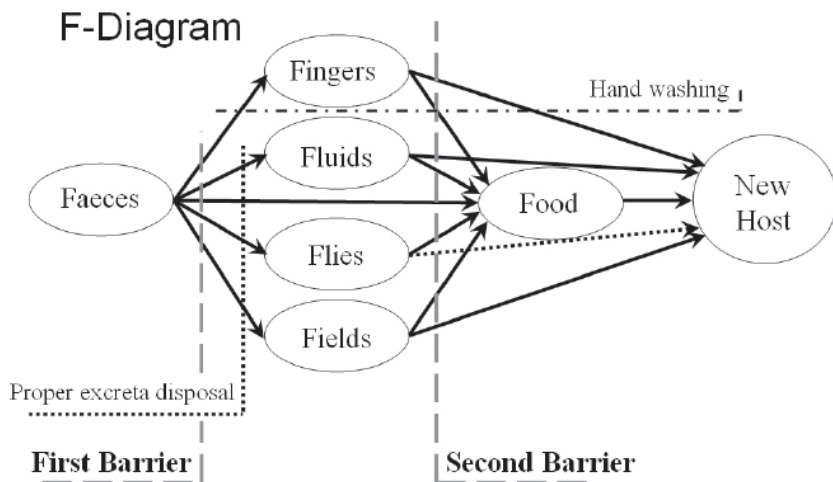 F-Diagram
Fingers
Hand washing
Fluids
Faeces
Food
New
Host
Flies
Fields
Proper excreta disposal
First Barrier
Second Barrier